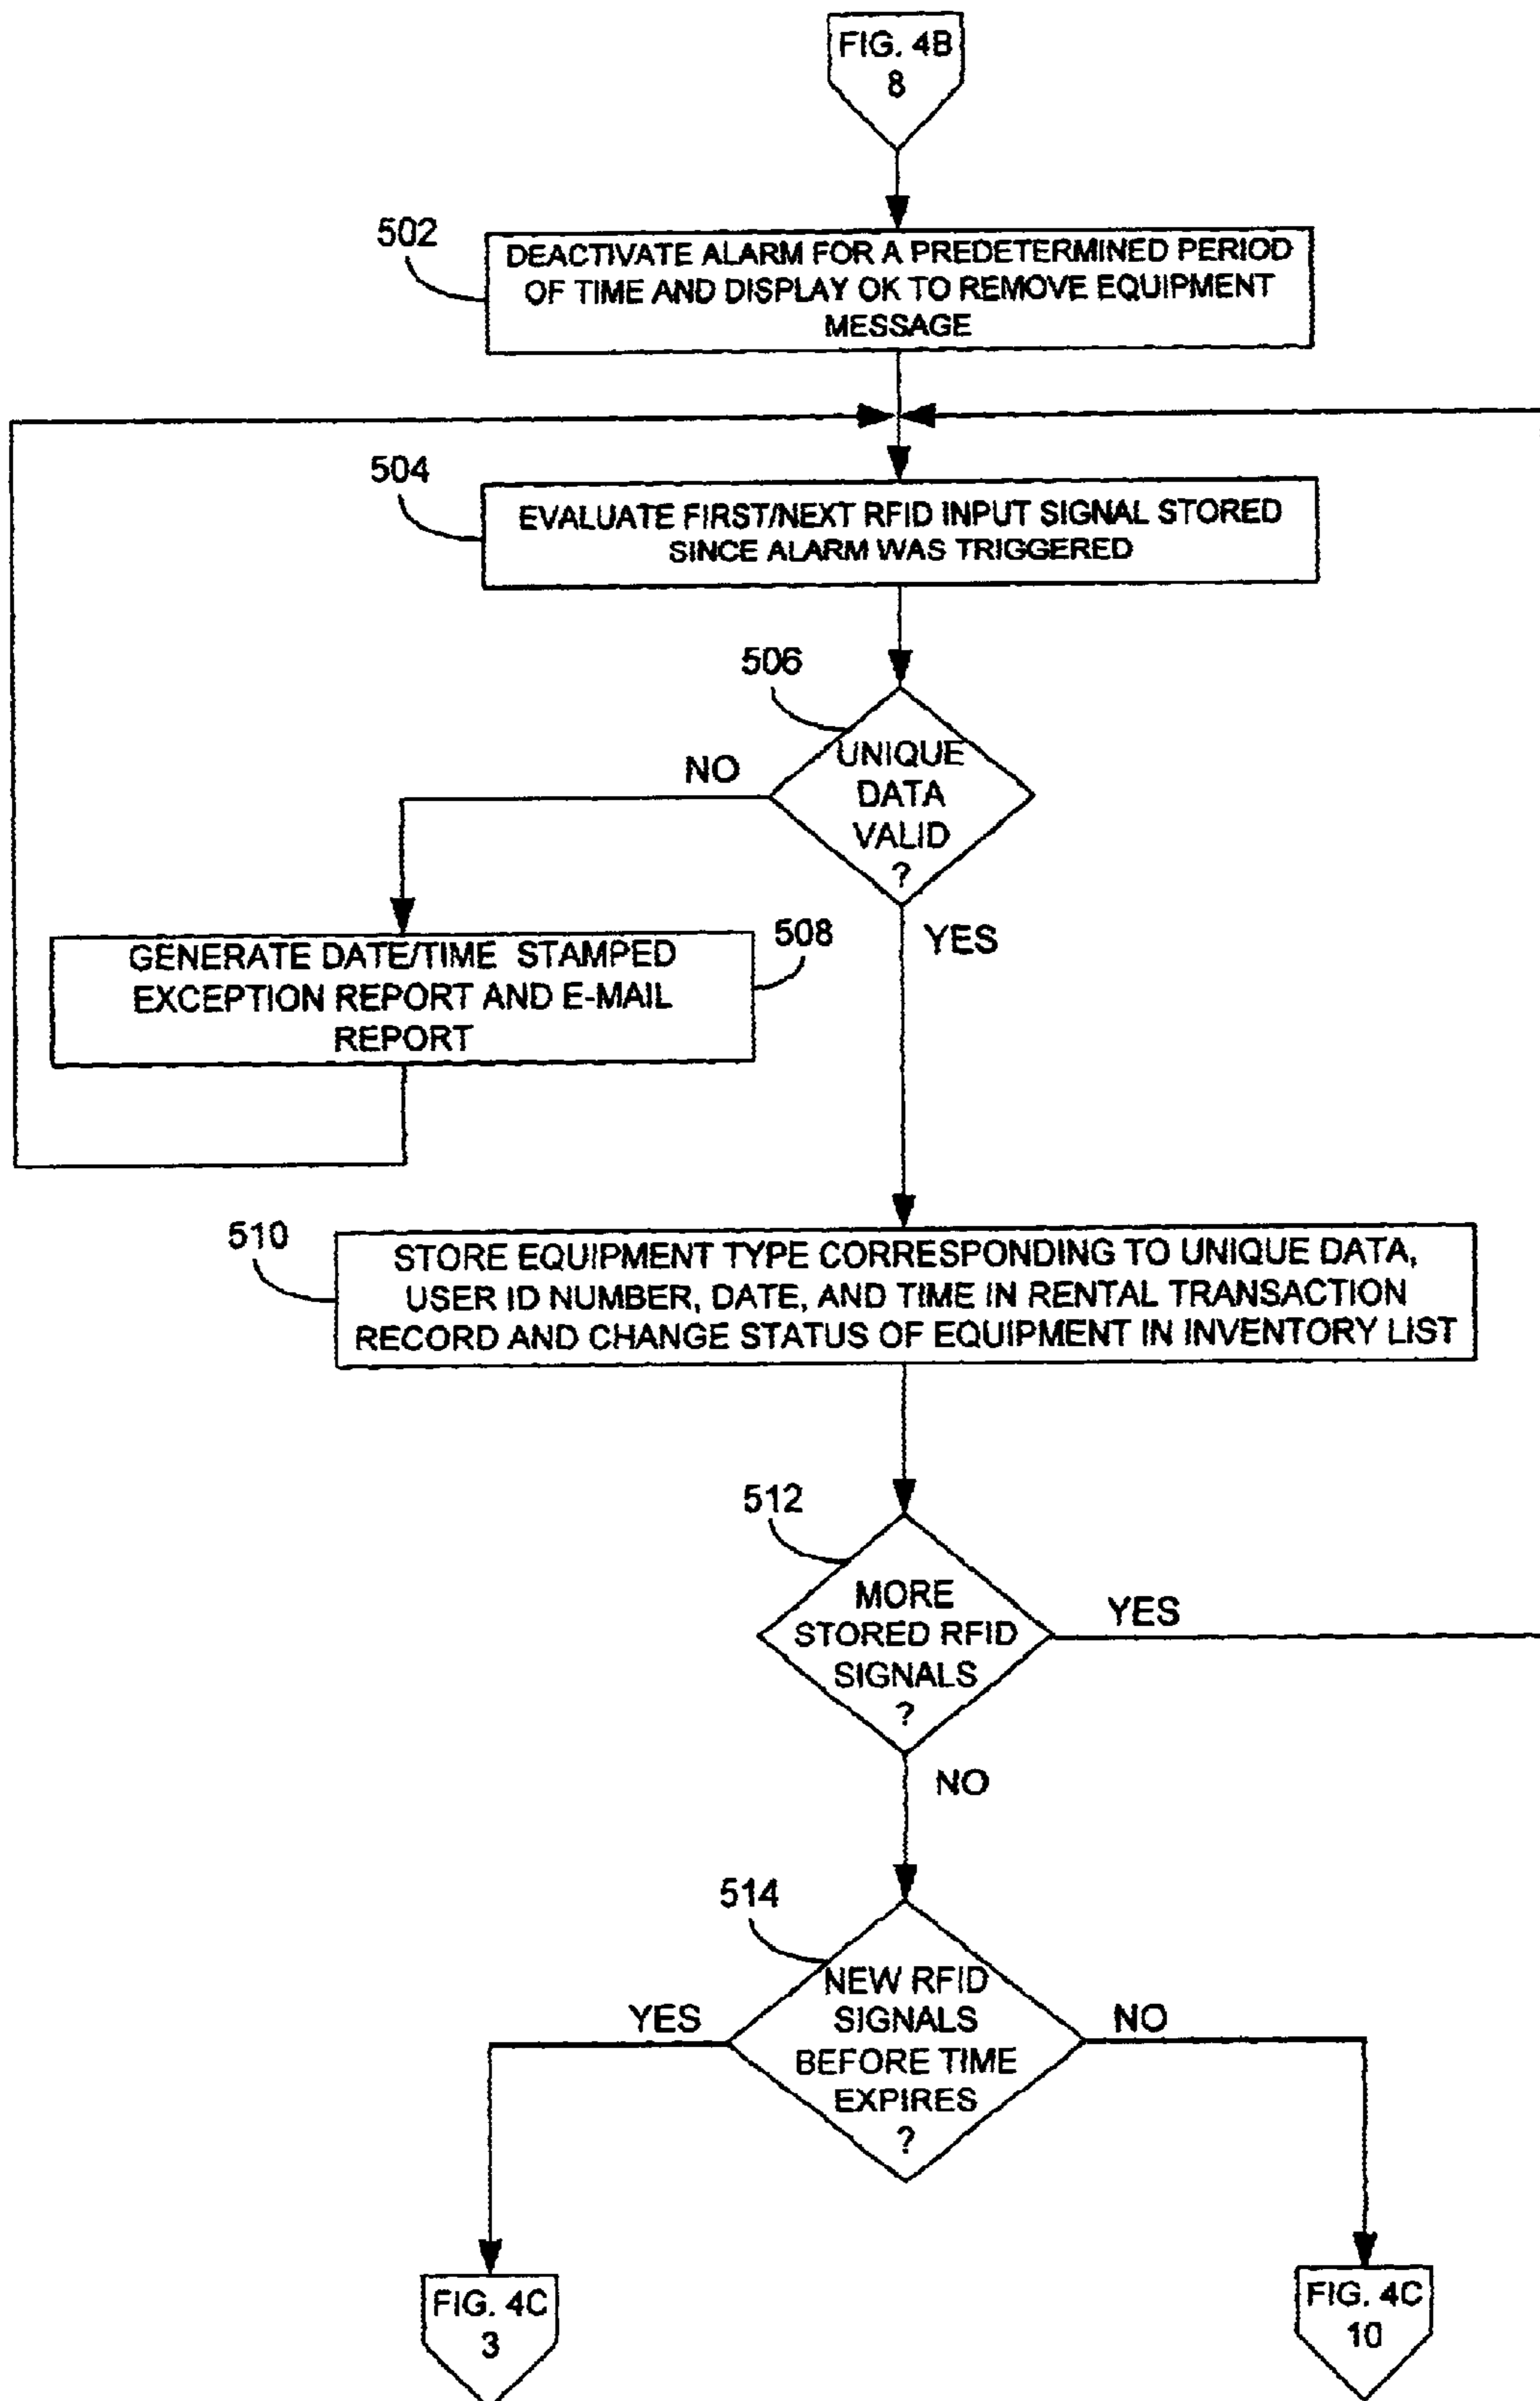 FIG. 4B
8
502
DEACTIVATE ALARM FOR A PREDETERMINED PERIOD
OF TIME AND DISPLAY OK TO REMOVE EQUIPMENT
MESSAGE
504
EVALUATE FIRST/NEXT RFID INPUT SIGNAL STORED
SINCE ALARM WAS TRIGGERED
506
UNIQUE
DATA
VALID
?
NO
YES
508
GENERATE DATE/TIME STAMPED
EXCEPTION REPORT AND E-MAIL
REPORT
510
STORE EQUIPMENT TYPE CORRESPONDING TO UNIQUE DATA,
USER ID NUMBER, DATE, AND TIME IN RENTAL TRANSACTION
RECORD AND CHANGE STATUS OF EQUIPMENT IN INVENTORY LIST
512
MORE
STORED RFID
SIGNALS
?
YES
NO
514
NEW RFID
SIGNALS
BEFORE TIME
EXPIRES
?
YES
NO
FIG. 4C
3
FIG. 4C
10